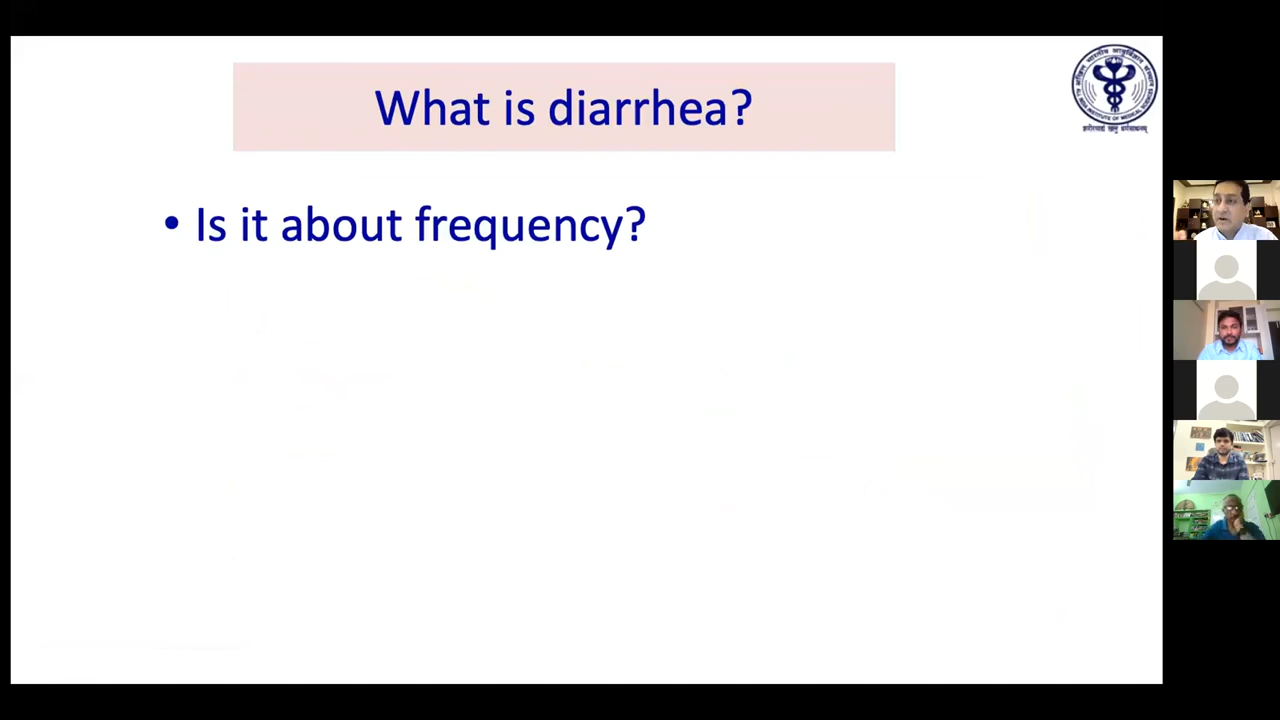 What is diarrhea?
• Is it about frequency?